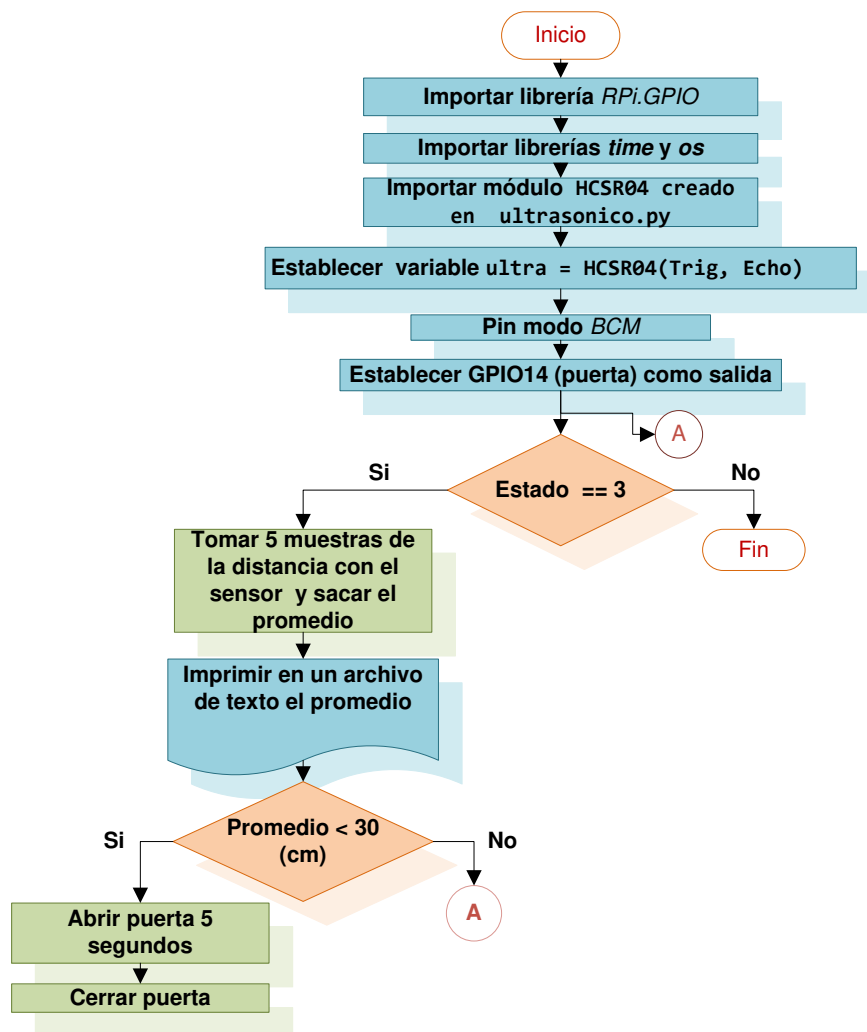 Inicio
Importar librería RPi.GPIO
Importar librerías time y os
Importar módulo HCSR04 creado
en ultrasonico.py
Establecer variable ultra = HCSR04(Trig, Echo)
Pin modo BCM
Establecer GPIO14 (puerta) como salida
A
Si
No
Estado == 3
Fin
Tomar 5 muestras de
la distancia con el
sensor y sacar el
promedio
Imprimir en un archivo
de texto el promedio
Si
Promedio < 30
(cm)
No
A
Abrir puerta 5
segundos
Cerrar puerta